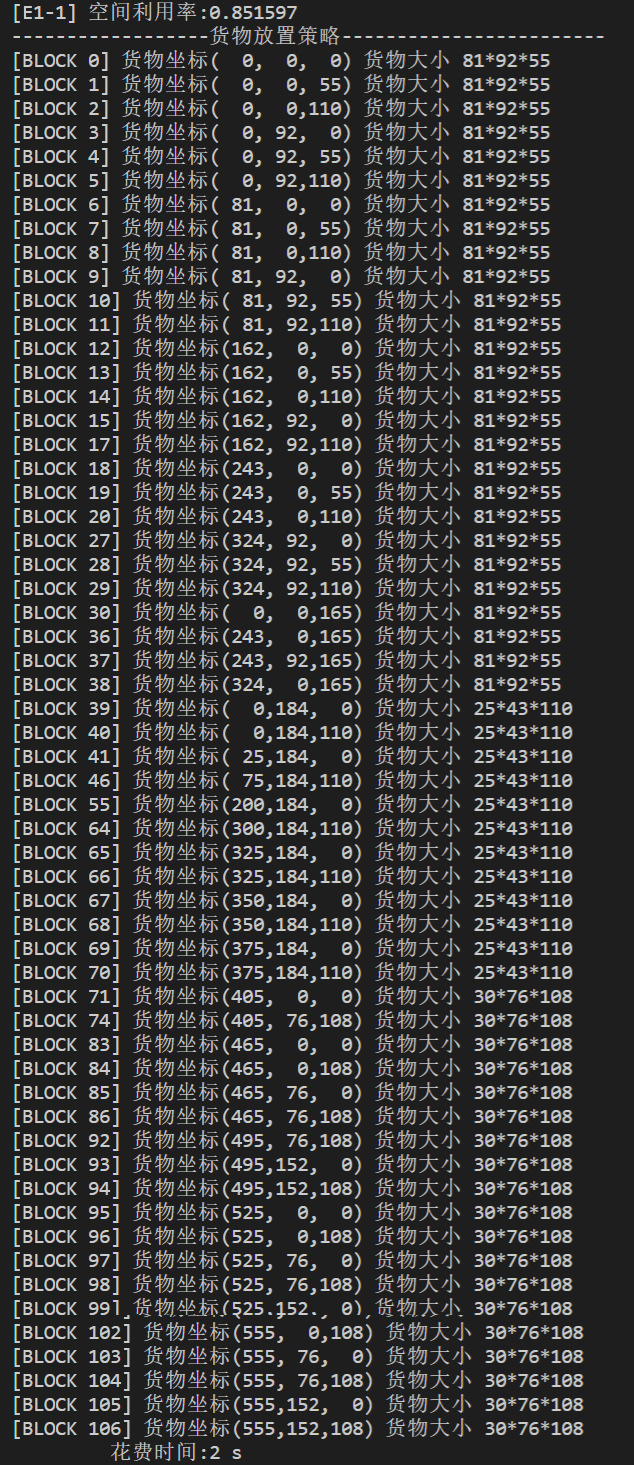 [E1-1] 空间利用率:0.851597
------------------货物放置策略------------------------
[BLOCK 0] 货物坐标(  0,  0,  0) 货物大小 81*92*55
[BLOCK 1] 货物坐标(  0,  0, 55) 货物大小 81*92*55
[BLOCK 2] 货物坐标(  0,  0,110) 货物大小 81*92*55
[BLOCK 3] 货物坐标(  0, 92,  0) 货物大小 81*92*55
[BLOCK 4] 货物坐标(  0, 92, 55) 货物大小 81*92*55
[BLOCK 5] 货物坐标(  0, 92,110) 货物大小 81*92*55
[BLOCK 6] 货物坐标( 81,  0,  0) 货物大小 81*92*55
[BLOCK 7] 货物坐标( 81,  0, 55) 货物大小 81*92*55
[BLOCK 8] 货物坐标( 81,  0,110) 货物大小 81*92*55
[BLOCK 9] 货物坐标( 81, 92,  0) 货物大小 81*92*55
[BLOCK 10] 货物坐标( 81, 92, 55) 货物大小 81*92*55
[BLOCK 11] 货物坐标( 81, 92,110) 货物大小 81*92*55
[BLOCK 12] 货物坐标(162,  0,  0) 货物大小 81*92*55
[BLOCK 13] 货物坐标(162,  0, 55) 货物大小 81*92*55
[BLOCK 14] 货物坐标(162,  0,110) 货物大小 81*92*55
[BLOCK 15] 货物坐标(162, 92,  0) 货物大小 81*92*55
[BLOCK 17] 货物坐标(162, 92,110) 货物大小 81*92*55
[BLOCK 18] 货物坐标(243,  0,  0) 货物大小 81*92*55
[BLOCK 19] 货物坐标(243,  0, 55) 货物大小 81*92*55
[BLOCK 20] 货物坐标(243,  0,110) 货物大小 81*92*55
[BLOCK 27] 货物坐标(324, 92,  0) 货物大小 81*92*55
[BLOCK 28] 货物坐标(324, 92, 55) 货物大小 81*92*55
[BLOCK 29] 货物坐标(324, 92,110) 货物大小 81*92*55
[BLOCK 30] 货物坐标(  0,  0,165) 货物大小 81*92*55
[BLOCK 36] 货物坐标(243,  0,165) 货物大小 81*92*55
[BLOCK 37] 货物坐标(243, 92,165) 货物大小 81*92*55
[BLOCK 38] 货物坐标(324,  0,165) 货物大小 81*92*55
[BLOCK 39] 货物坐标(  0,184,  0) 货物大小 25*43*110
[BLOCK 40] 货物坐标(  0,184,110) 货物大小 25*43*110
[BLOCK 41] 货物坐标( 25,184,  0) 货物大小 25*43*110
[BLOCK 46] 货物坐标( 75,184,110) 货物大小 25*43*110
[BLOCK 55] 货物坐标(200,184,  0) 货物大小 25*43*110
[BLOCK 64] 货物坐标(300,184,110) 货物大小 25*43*110
[BLOCK 65] 货物坐标(325,184,  0) 货物大小 25*43*110
[BLOCK 66] 货物坐标(325,184,110) 货物大小 25*43*110
[BLOCK 67] 货物坐标(350,184,  0) 货物大小 25*43*110
[BLOCK 68] 货物坐标(350,184,110) 货物大小 25*43*110
[BLOCK 69] 货物坐标(375,184,  0) 货物大小 25*43*110
[BLOCK 70] 货物坐标(375,184,110) 货物大小 25*43*110
[BLOCK 71] 货物坐标(405,  0,  0) 货物大小 30*76*108
[BLOCK 74] 货物坐标(405, 76,108) 货物大小 30*76*108
[BLOCK 83] 货物坐标(465,  0,  0) 货物大小 30*76*108
[BLOCK 84] 货物坐标(465,  0,108) 货物大小 30*76*108
[BLOCK 85] 货物坐标(465, 76,  0) 货物大小 30*76*108
[BLOCK 86] 货物坐标(465, 76,108) 货物大小 30*76*108
[BLOCK 92] 货物坐标(495, 76,108) 货物大小 30*76*108
[BLOCK 93] 货物坐标(495,152,  0) 货物大小 30*76*108
[BLOCK 94] 货物坐标(495,152,108) 货物大小 30*76*108
[BLOCK 95] 货物坐标(525,  0,  0) 货物大小 30*76*108
[BLOCK 96] 货物坐标(525,  0,108) 货物大小 30*76*108
[BLOCK 97] 货物坐标(525, 76,  0) 货物大小 30*76*108
[BLOCK 98] 货物坐标(525, 76,108) 货物大小 30*76*108
[BLOCK 99] 货物坐标(525,152,  0) 货物大小 30*76*108
[BLOCK 102] 货物坐标(555,  0,108) 货物大小 30*76*108
[BLOCK 103] 货物坐标(555, 76,  0) 货物大小 30*76*108
[BLOCK 104] 货物坐标(555, 76,108) 货物大小 30*76*108
[BLOCK 105] 货物坐标(555,152,  0) 货物大小 30*76*108
[BLOCK 106] 货物坐标(555,152,108) 货物大小 30*76*108
花费时间:2 s